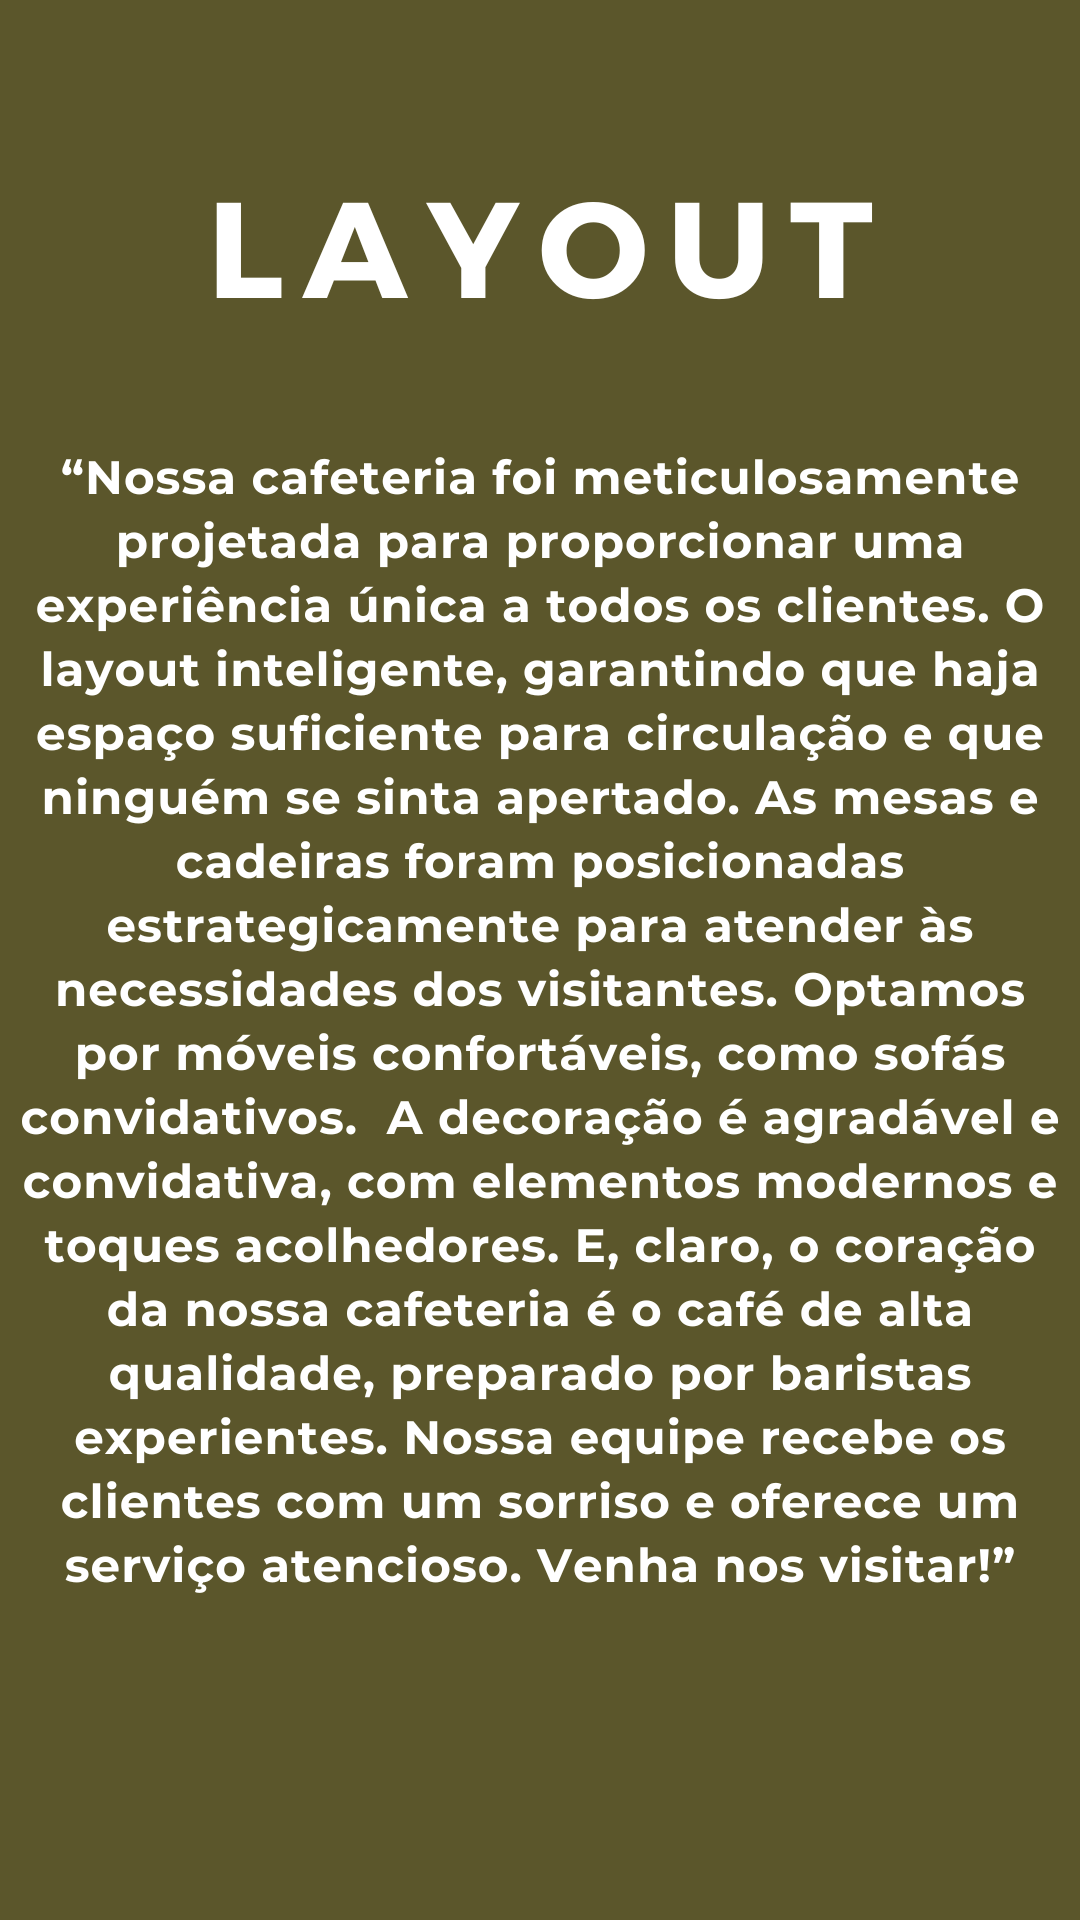 LAYOUT
“Nossa cafeteria foi meticulosamente
projetada para proporcionar uma
experiência única a todos os clientes. O
layout inteligente, garantindo que haja
espaço suficiente para circulação e que
ninguém se sinta apertado. As mesas e
cadeiras foram posicionadas
estrategicamente para atender às
necessidades dos visitantes. Optamos
por móveis confortáveis, como sofás
convidativos.  A decoração é agradável e
convidativa, com elementos modernos e
toques acolhedores. E, claro, o coração
da nossa cafeteria é o café de alta
qualidade, preparado por baristas
experientes. Nossa equipe recebe os
clientes com um sorriso e oferece um
serviço atencioso. Venha nos visitar!”